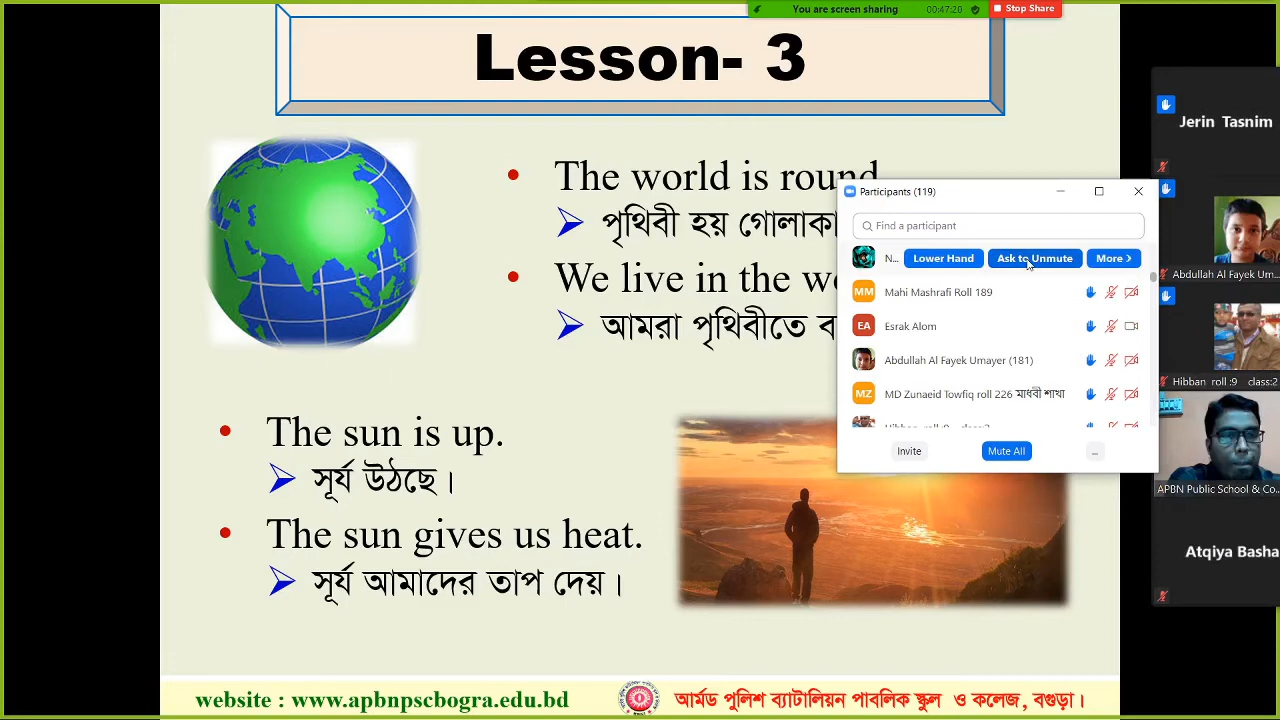 You are screen sharing 00:47:20 Stop Share
Lesson- 3
The world is round
পৃথিবী হয়
We live in the
আমরা পৃথিবীতে
The sun is up.
সূর্য উঠছে।
The sun gives us heat.
সূর্য আমাদের তাপ দেয়।
website : www.apbnpscbogra.edu.bd
আর্মড পুলিশ ব্যাটালিয়ন পাবলিক স্কুল ও কলেজ, বগুড়া।
Participants (119)
Find a participant
N... Lower Hand Ask to Unmute More
MM Mahi Mashrafi Roll 189
EA Esrak Alom
Abdullah Al Fayek Umayer (181)
MZ MD Zunaeid Towfiq roll 226 মাধবী শাখা
Invite Mute All ...
Jerin Tasnim
Abdullah Al Fayek Um...
Hibban roll :9 class:2
APBN Public School & Co...
Atqiya Basha